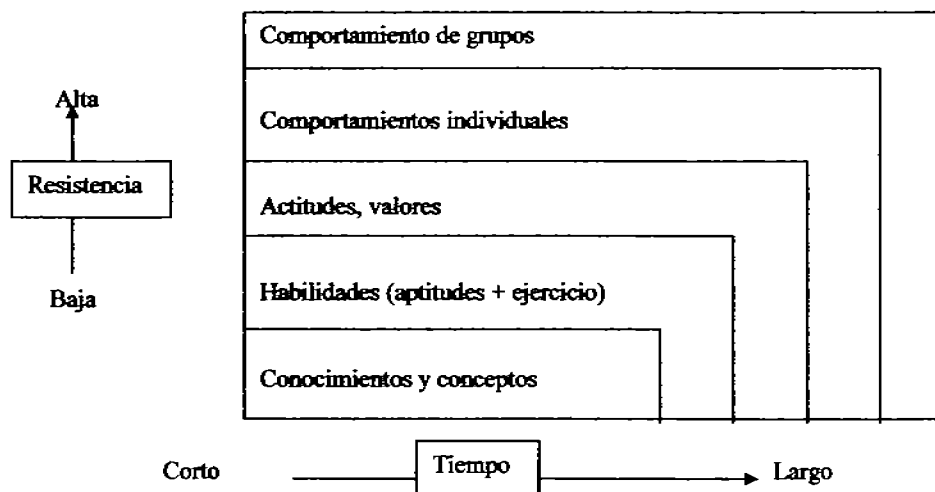 Comportamiento de grupos
Alta
Comportamientos individuales
Resistencia
Actitudes, valores
Habilidades (aptitudes + ejercicio)
Baja
Conocimientos y conceptos
Corto
Tiempo
Largo